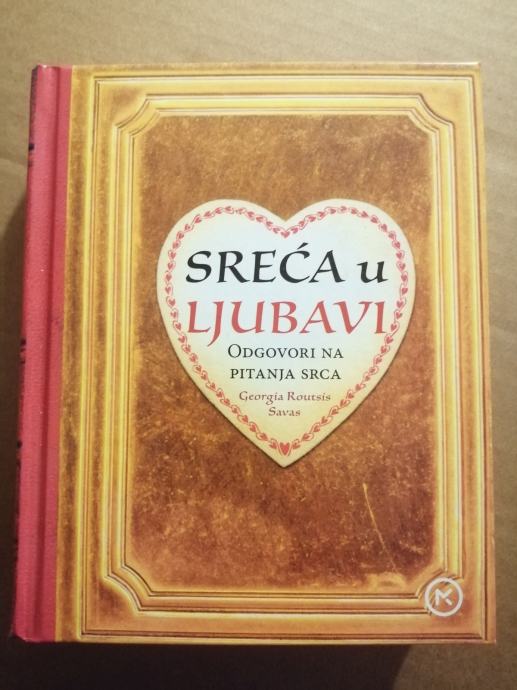 SREĆA u
LJUBAVI
ODGOVORI NA
PITANJA SRCA
Georgia Routsis
Savas